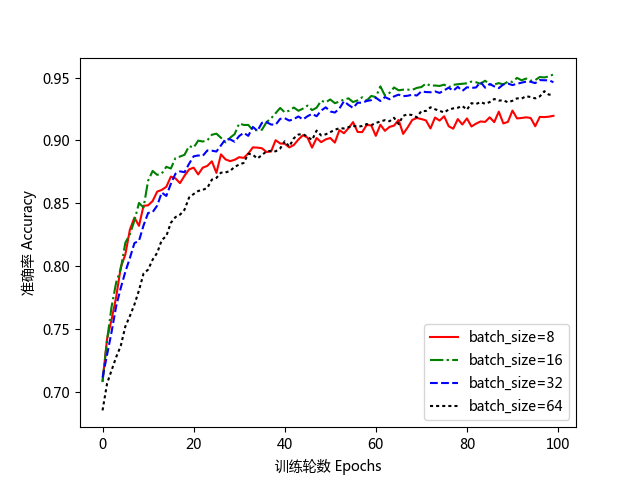 准确率 Accuracy
0.95
0.90
0.85
0.80
0.75
0.70
0
20
40
60
80
100
训练轮数 Epochs
batch_size=8
batch_size=16
batch_size=32
batch_size=64